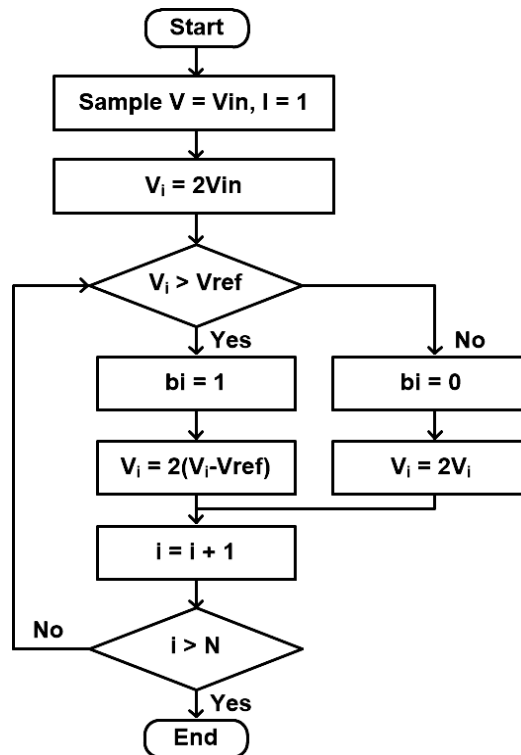 Start
Sample V = Vin, I = 1
Vᵢ = 2Vin
Vᵢ > Vref
Yes
No
bi = 1
bi = 0
Vᵢ = 2(Vᵢ-Vref)
Vᵢ = 2Vᵢ
i = i + 1
No
i > N
Yes
End